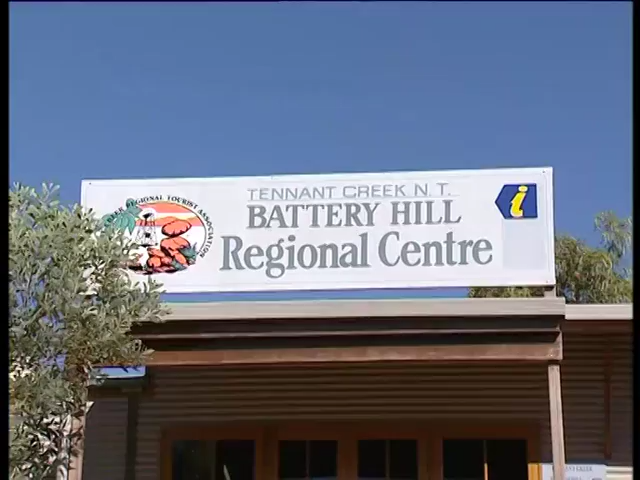 REGIONAL TOURIST ASSOCIATION
TENNANT CREEK N.T.
BATTERY HILL
Regional Centre
i